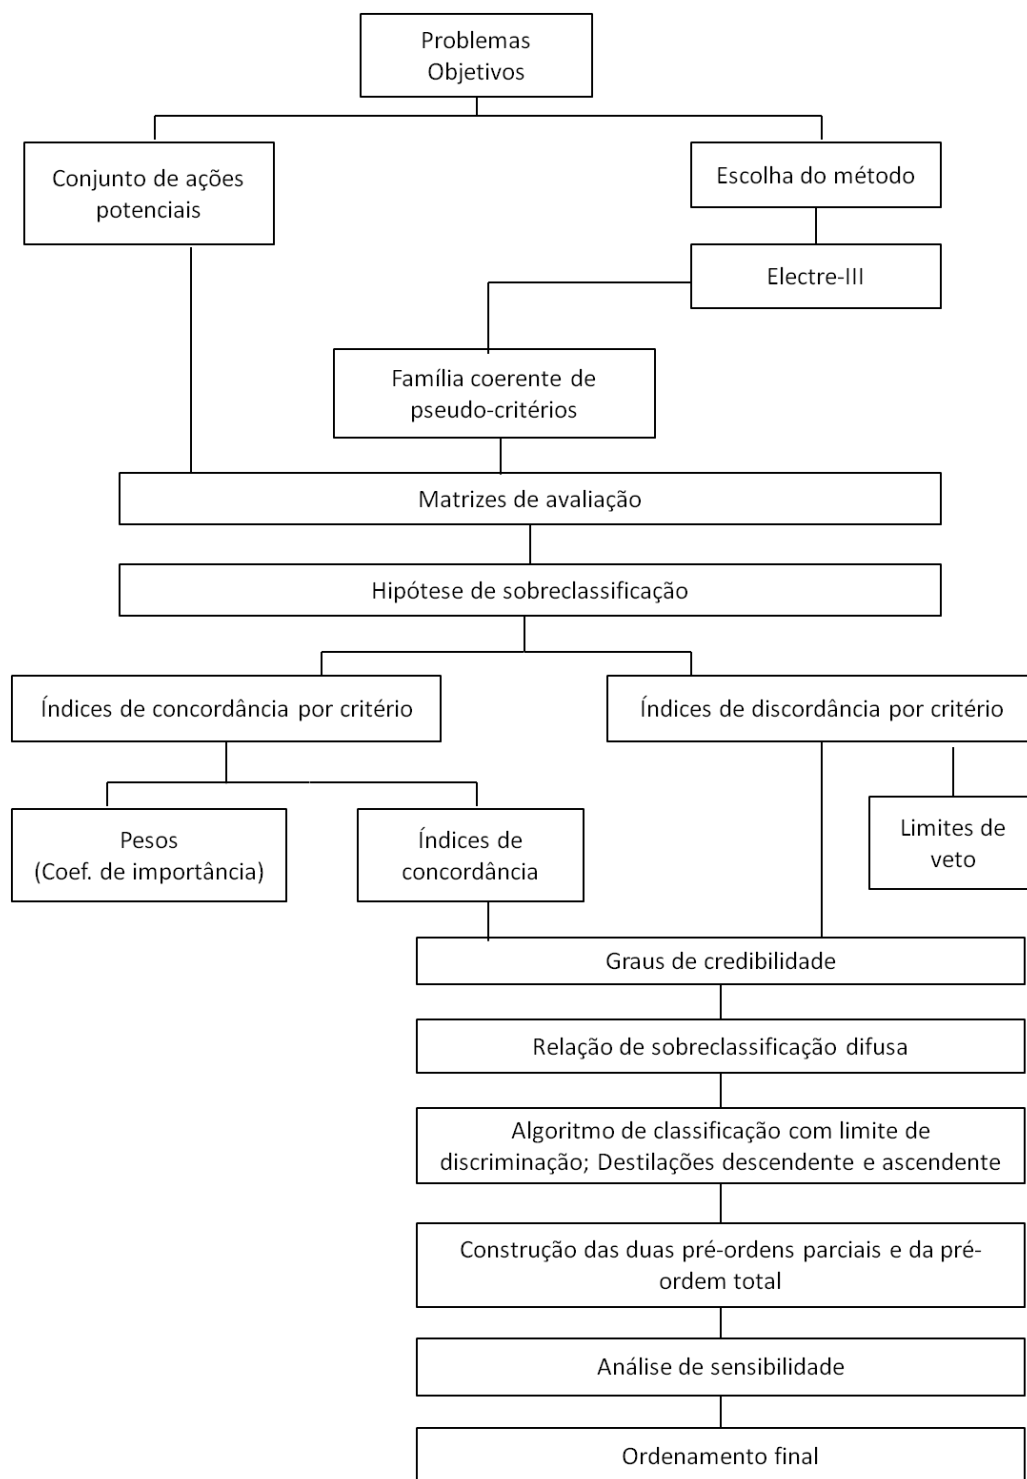 Problemas
Objetivos
Conjunto de ações
potenciais
Escolha do método
Electre-III
Família coerente de
pseudo-critérios
Matrizes de avaliação
Hipótese de sobreclassificação
Índices de concordância por critério
Índices de discordância por critério
Pesos
(Coef. de importância)
Índices de
concordância
Limites de
veto
Graus de credibilidade
Relação de sobreclassificação difusa
Algoritmo de classificação com limite de
discriminação; Destilações descendente e ascendente
Construção das duas pré-ordens parciais e da pré-
ordem total
Análise de sensibilidade
Ordenamento final